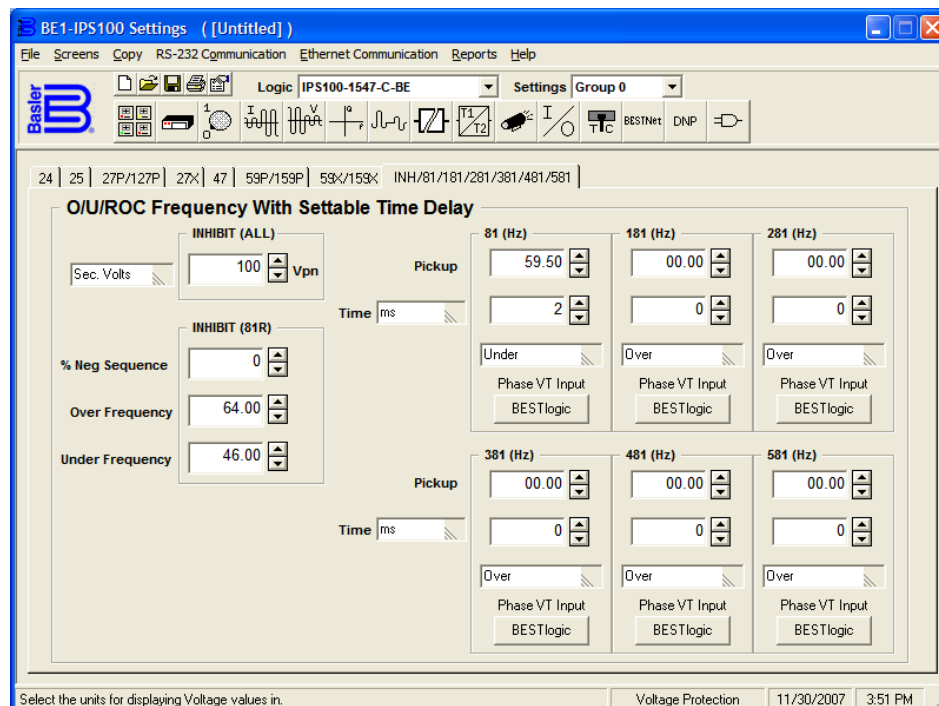 BE1-IPS100 Settings ( [Untitled] )
File Screens Copy RS-232 Communication Ethernet Communication Reports Help
Basler
Logic IPS100-1547-C-BE Settings Group 0
BESTNet DNP
24 25 27P/127P 27X 47 59P/159P 59X/159X INH/81/181/281/381/481/581
O/U/ROC Frequency With Settable Time Delay
INHIBIT (ALL) 81 (Hz) 181 (Hz) 281 (Hz)
Sec. Volts 100 Vpn Pickup 59.50 00.00 00.00
Time ms 2 0 0
INHIBIT (81R)
Under Over Over
% Neg Sequence 0
Phase VT Input Phase VT Input Phase VT Input
Over Frequency 64.00 BESTlogic BESTlogic BESTlogic
Under Frequency 46.00
381 (Hz) 481 (Hz) 581 (Hz)
Pickup 00.00 00.00 00.00
Time ms 0 0 0
Over Over Over
Phase VT Input Phase VT Input Phase VT Input
BESTlogic BESTlogic BESTlogic
Select the units for displaying Voltage values in. Voltage Protection 11/30/2007 3:51 PM